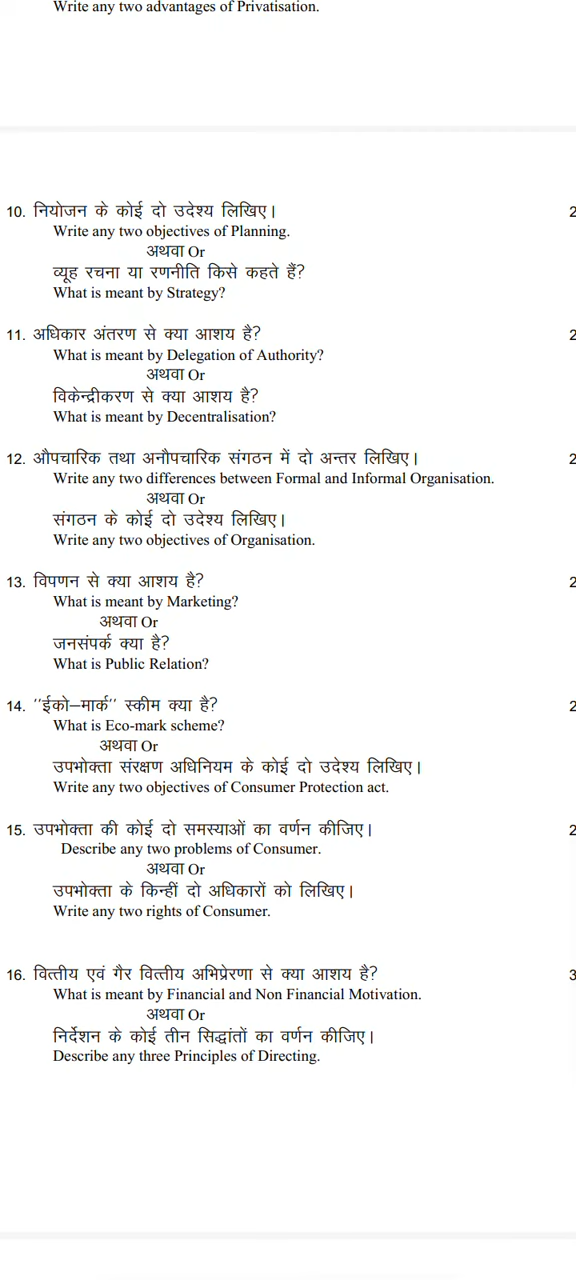 Write any two advantages of Privatisation.
10. नियोजन के कोई दो उदेश्य लिखिए। 2
Write any two objectives of Planning.
अथवा Or
व्यूह रचना या रणनीति किसे कहते हैं?
What is meant by Strategy?
11. अधिकार अंतरण से क्या आशय है? 2
What is meant by Delegation of Authority?
अथवा Or
विकेन्द्रीकरण से क्या आशय है?
What is meant by Decentralisation?
12. औपचारिक तथा अनौपचारिक संगठन में दो अन्तर लिखिए। 2
Write any two differences between Formal and Informal Organisation.
अथवा Or
संगठन के कोई दो उदेश्य लिखिए।
Write any two objectives of Organisation.
13. विपणन से क्या आशय है? 2
What is meant by Marketing?
अथवा Or
जनसंपर्क क्या है?
What is Public Relation?
14. ''ईको–मार्क'' स्कीम क्या है? 2
What is Eco-mark scheme?
अथवा Or
उपभोक्ता संरक्षण अधिनियम के कोई दो उदेश्य लिखिए।
Write any two objectives of Consumer Protection act.
15. उपभोक्ता की कोई दो समस्याओं का वर्णन कीजिए। 2
Describe any two problems of Consumer.
अथवा Or
उपभोक्ता के किन्हीं दो अधिकारों को लिखिए।
Write any two rights of Consumer.
16. वित्तीय एवं गैर वित्तीय अभिप्रेरणा से क्या आशय है? 3
What is meant by Financial and Non Financial Motivation.
अथवा Or
निर्देशन के कोई तीन सिद्धांतों का वर्णन कीजिए।
Describe any three Principles of Directing.